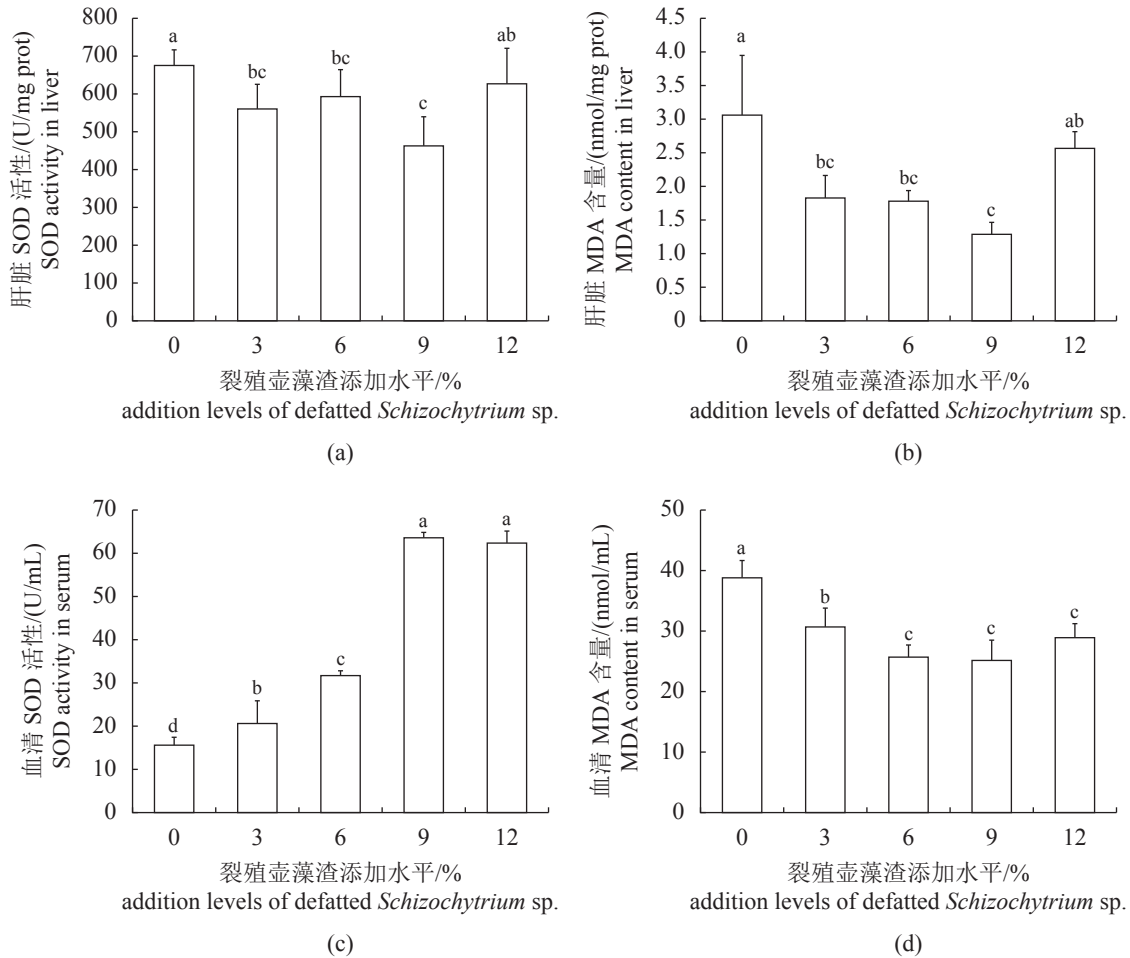 肝脏 SOD 活性/(U/mg prot)
SOD activity in liver
800
700
600
500
400
300
200
100
0
a
bc
bc
c
ab
0 3 6 9 12
裂殖壶藻渣添加水平/%
addition levels of defatted Schizochytrium sp.
(a)
肝脏 MDA 含量/(nmol/mg prot)
MDA content in liver
4.5
4.0
3.5
3.0
2.5
2.0
1.5
1.0
0.5
0
a
bc
bc
c
ab
0 3 6 9 12
裂殖壶藻渣添加水平/%
addition levels of defatted Schizochytrium sp.
(b)
血清 SOD 活性/(U/mL)
SOD activity in serum
70
60
50
40
30
20
10
0
d
b
c
a
a
0 3 6 9 12
裂殖壶藻渣添加水平/%
addition levels of defatted Schizochytrium sp.
(c)
血清 MDA 含量/(nmol/mL)
MDA content in serum
50
40
30
20
10
0
a
b
c
c
c
0 3 6 9 12
裂殖壶藻渣添加水平/%
addition levels of defatted Schizochytrium sp.
(d)